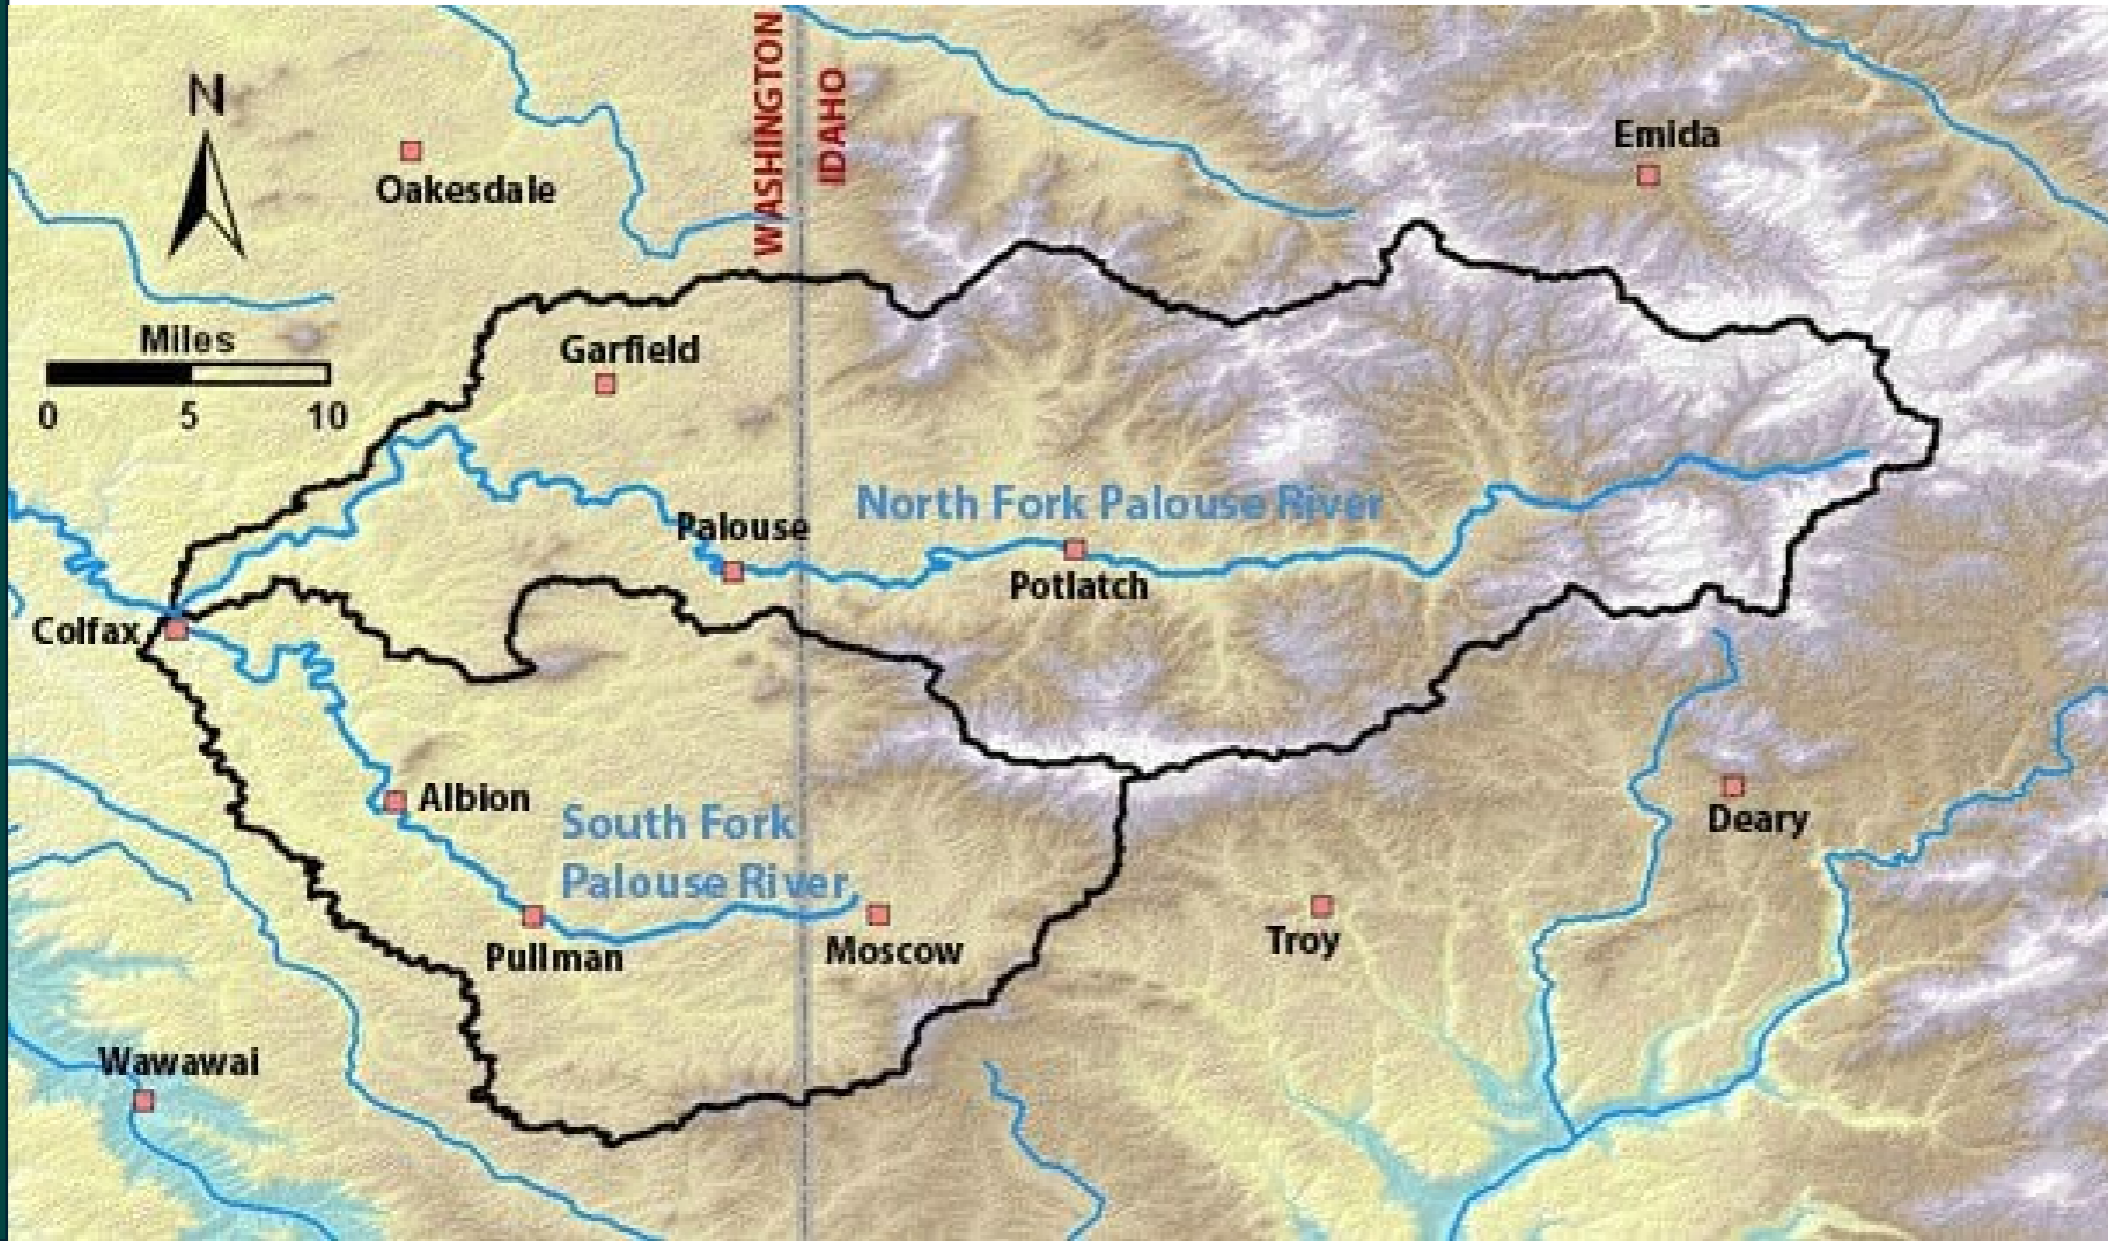 WASHINGTON
IDAHO
N
Emida
Oakesdale
Miles
0 5 10
Garfield
North Fork Palouse River
Palouse
Potlatch
Colfax
Albion
South Fork
Palouse River
Deary
Pullman
Moscow
Troy
Wawawai